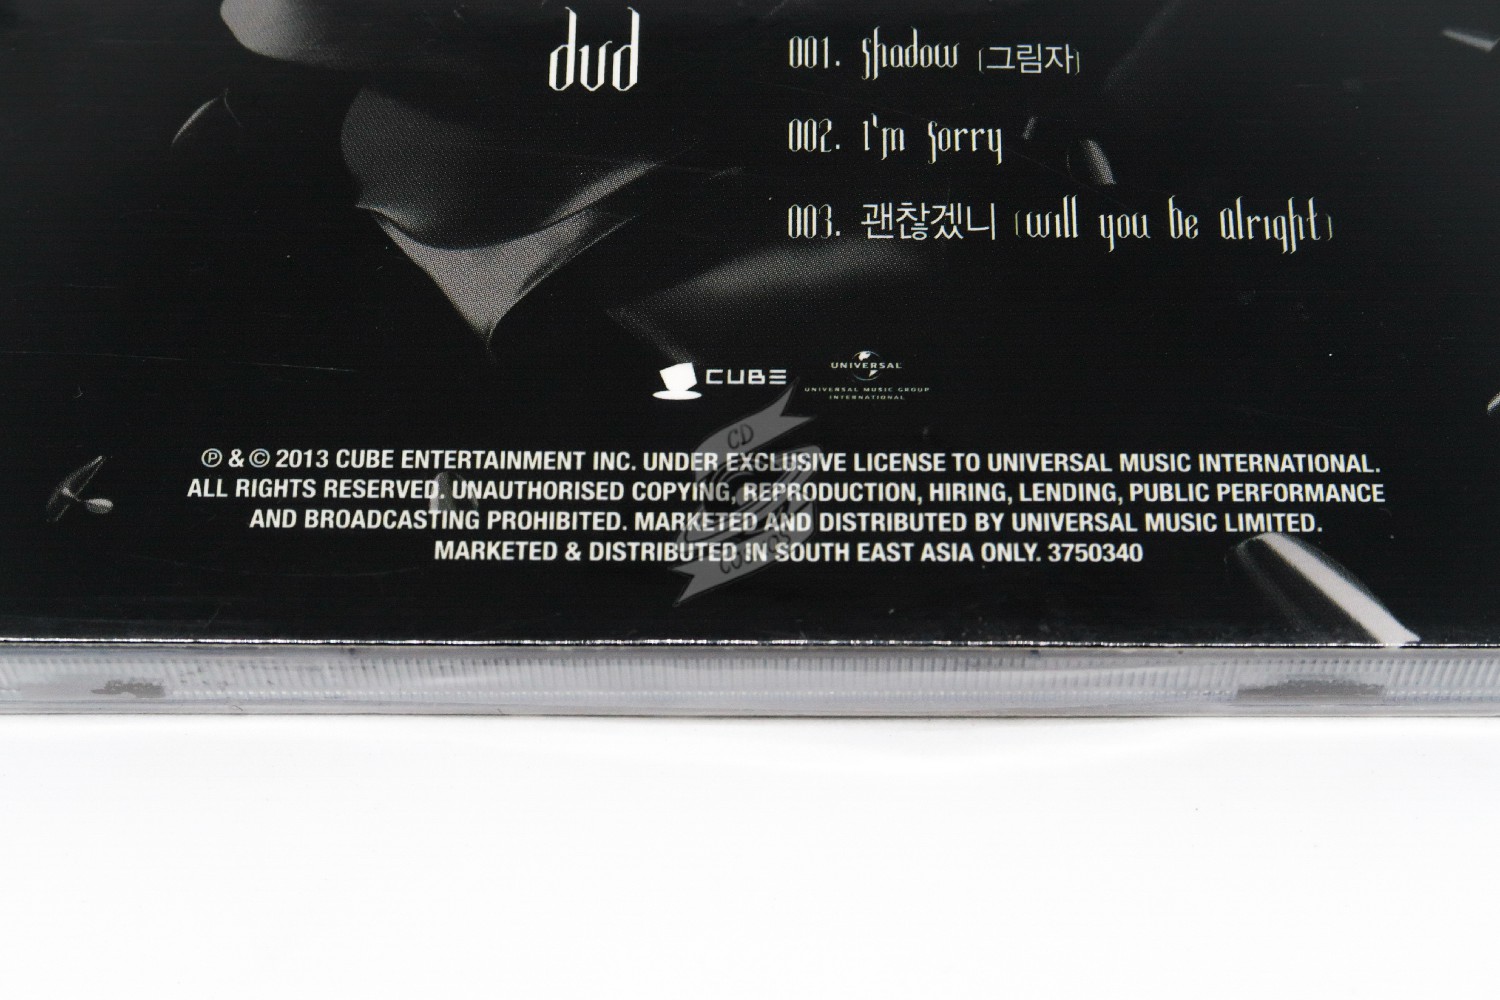 dvd
001. Shadow (그림자)
002. I'm Sorry
003. 괜찮겠니 (Will you be Alright)
CUBE
UNIVERSAL
UNIVERSAL MUSIC GROUP
INTERNATIONAL
℗ & © 2013 CUBE ENTERTAINMENT INC. UNDER EXCLUSIVE LICENSE TO UNIVERSAL MUSIC INTERNATIONAL.
ALL RIGHTS RESERVED. UNAUTHORISED COPYING, REPRODUCTION, HIRING, LENDING, PUBLIC PERFORMANCE
AND BROADCASTING PROHIBITED. MARKETED AND DISTRIBUTED BY UNIVERSAL MUSIC LIMITED.
MARKETED & DISTRIBUTED IN SOUTH EAST ASIA ONLY. 3750340
CD